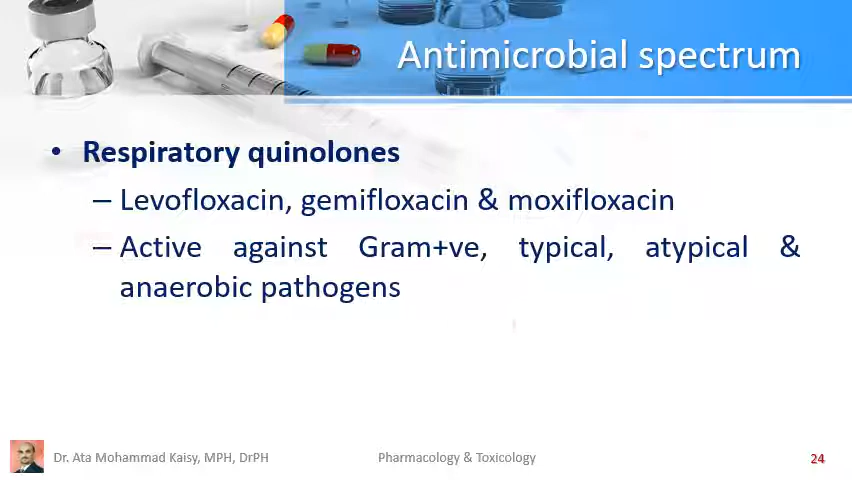 Antimicrobial spectrum
• Respiratory quinolones
– Levofloxacin, gemifloxacin & moxifloxacin
– Active against Gram+ve, typical, atypical &
anaerobic pathogens
Dr. Ata Mohammad Kaisy, MPH, DrPH
Pharmacology & Toxicology
24